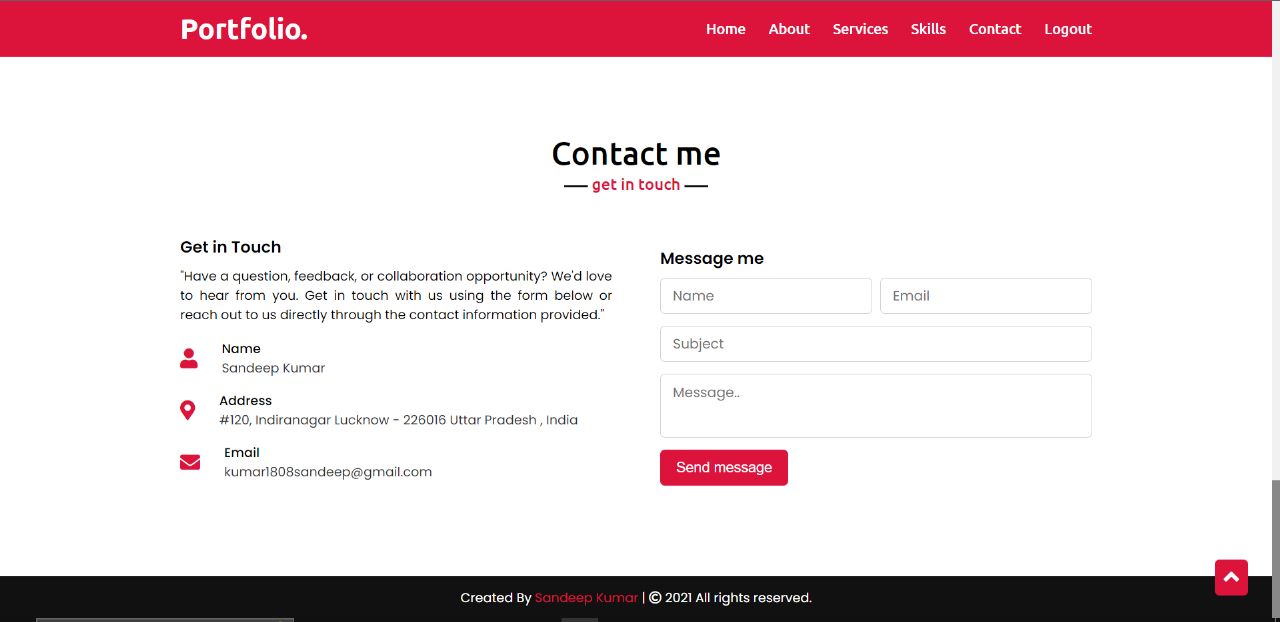 Portfolio.
Home About Services Skills Contact Logout
Contact me
get in touch
Get in Touch
"Have a question, feedback, or collaboration opportunity? We'd love
to hear from you. Get in touch with us using the form below or
reach out to us directly through the contact information provided."
Name
Sandeep Kumar
Address
#120, Indiranagar Lucknow - 226016 Uttar Pradesh , India
Email
kumar1808sandeep@gmail.com
Message me
Name Email
Subject
Message..
Send message
Created By Sandeep Kumar | © 2021 All rights reserved.